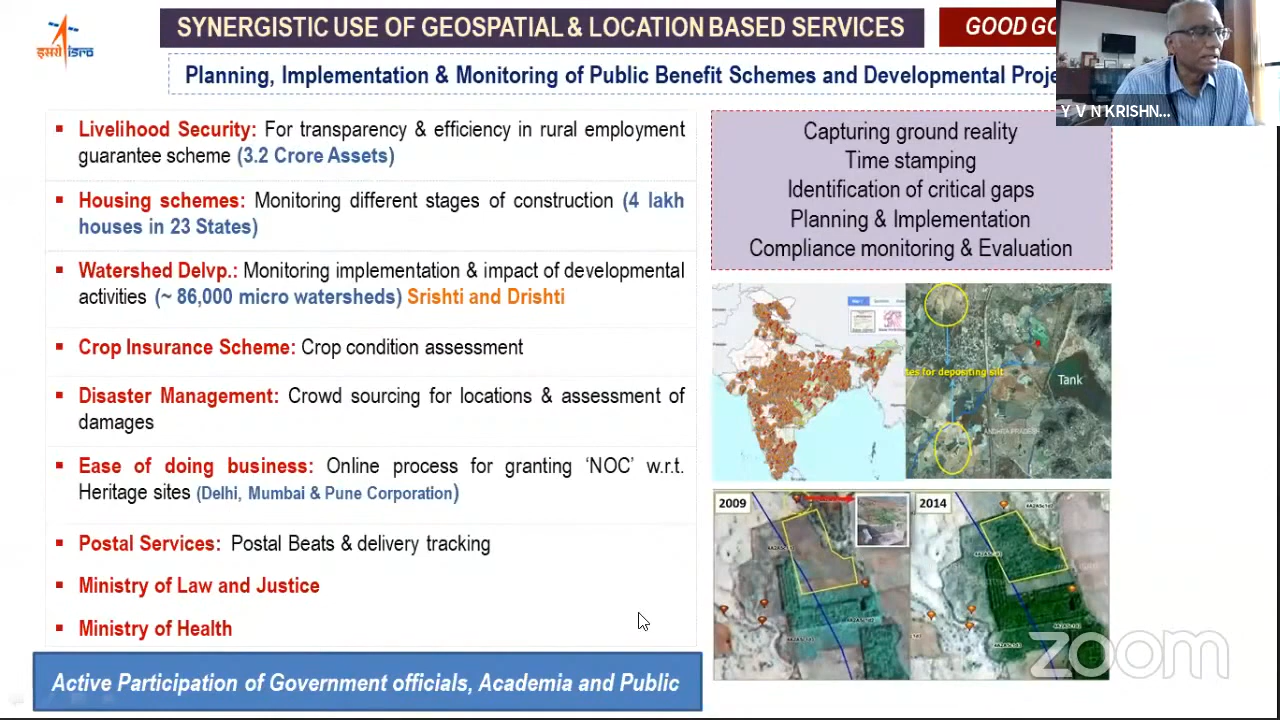 इसरो isro
SYNERGISTIC USE OF GEOSPATIAL & LOCATION BASED SERVICES
GOOD GO
Planning, Implementation & Monitoring of Public Benefit Schemes and Developmental Proje
Y V N KRISHN...
▪ Livelihood Security: For transparency & efficiency in rural employment
guarantee scheme (3.2 Crore Assets)
▪ Housing schemes: Monitoring different stages of construction (4 lakh
houses in 23 States)
▪ Watershed Delvp.: Monitoring implementation & impact of developmental
activities (~ 86,000 micro watersheds) Srishti and Drishti
▪ Crop Insurance Scheme: Crop condition assessment
▪ Disaster Management: Crowd sourcing for locations & assessment of
damages
▪ Ease of doing business: Online process for granting ‘NOC’ w.r.t.
Heritage sites (Delhi, Mumbai & Pune Corporation)
▪ Postal Services: Postal Beats & delivery tracking
▪ Ministry of Law and Justice
▪ Ministry of Health
Active Participation of Government officials, Academia and Public
Capturing ground reality
Time stamping
Identification of critical gaps
Planning & Implementation
Compliance monitoring & Evaluation
tes for depositing silt
Tank
ANDHRA PRADESH
2009
2014
zoom